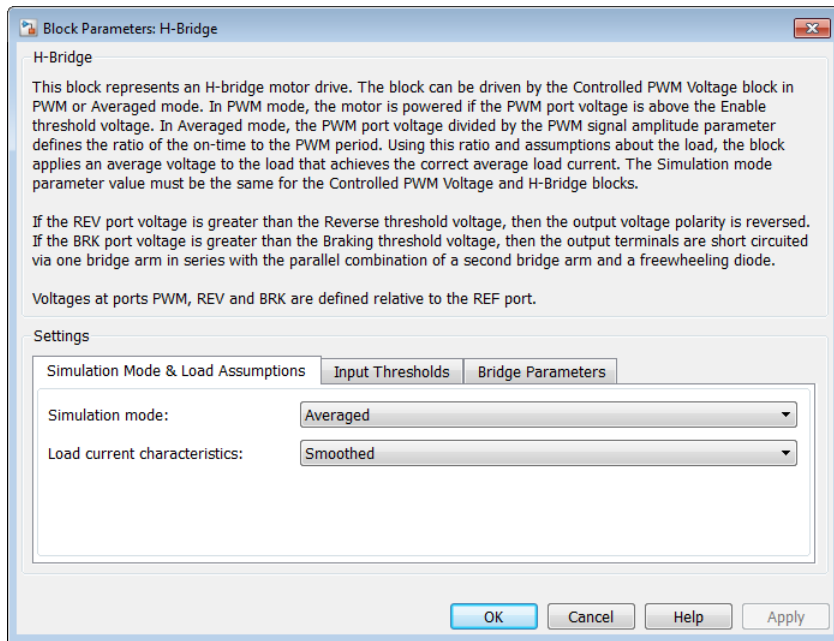 Block Parameters: H-Bridge
H-Bridge
This block represents an H-bridge motor drive. The block can be driven by the Controlled PWM Voltage block in
PWM or Averaged mode. In PWM mode, the motor is powered if the PWM port voltage is above the Enable
threshold voltage. In Averaged mode, the PWM port voltage divided by the PWM signal amplitude parameter
defines the ratio of the on-time to the PWM period. Using this ratio and assumptions about the load, the block
applies an average voltage to the load that achieves the correct average load current. The Simulation mode
parameter value must be the same for the Controlled PWM Voltage and H-Bridge blocks.
If the REV port voltage is greater than the Reverse threshold voltage, then the output voltage polarity is reversed.
If the BRK port voltage is greater than the Braking threshold voltage, then the output terminals are short circuited
via one bridge arm in series with the parallel combination of a second bridge arm and a freewheeling diode.
Voltages at ports PWM, REV and BRK are defined relative to the REF port.
Settings
Simulation Mode & Load Assumptions Input Thresholds Bridge Parameters
Simulation mode: Averaged
Load current characteristics: Smoothed
OK Cancel Help Apply